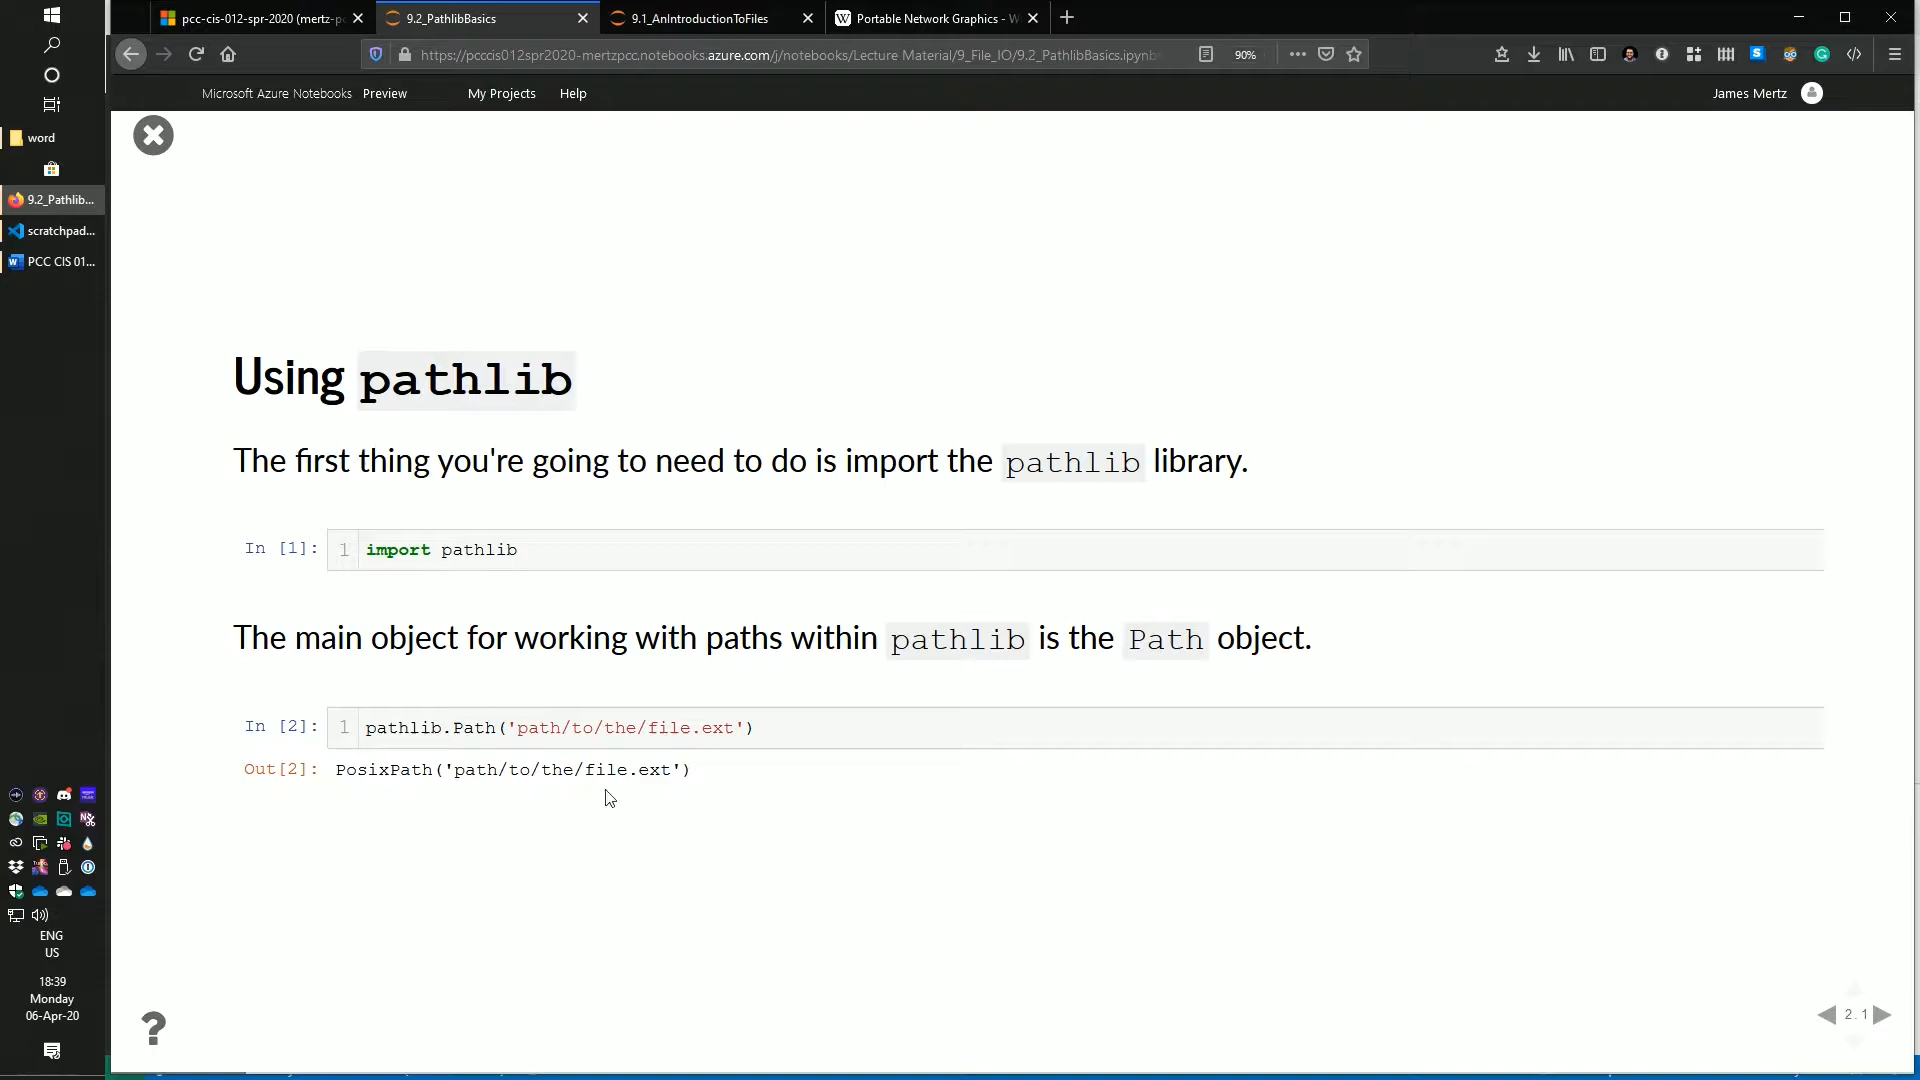 pcc-cis-012-spr-2020 (mertz-p
9.2_PathlibBasics
9.1_AnIntroductionToFiles
Portable Network Graphics - W
https://pcccis012spr2020-mertzpcc.notebooks.azure.com/j/notebooks/Lecture Material/9_File_IO/9.2_PathlibBasics.ipynb
90%
Microsoft Azure Notebooks
Preview
My Projects
Help
James Mertz
word
9.2_Pathlib...
scratchpad...
PCC CIS 01...
Using pathlib
The first thing you're going to need to do is import the pathlib library.
In [1]:
1 import pathlib
The main object for working with paths within pathlib is the Path object.
In [2]:
1 pathlib.Path('path/to/the/file.ext')
Out[2]:
PosixPath('path/to/the/file.ext')
ENG
US
18:39
Monday
06-Apr-20
?
2.1